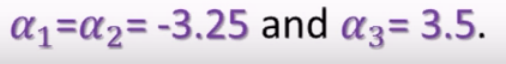 α₁=α₂= -3.25 and α₃= 3.5.